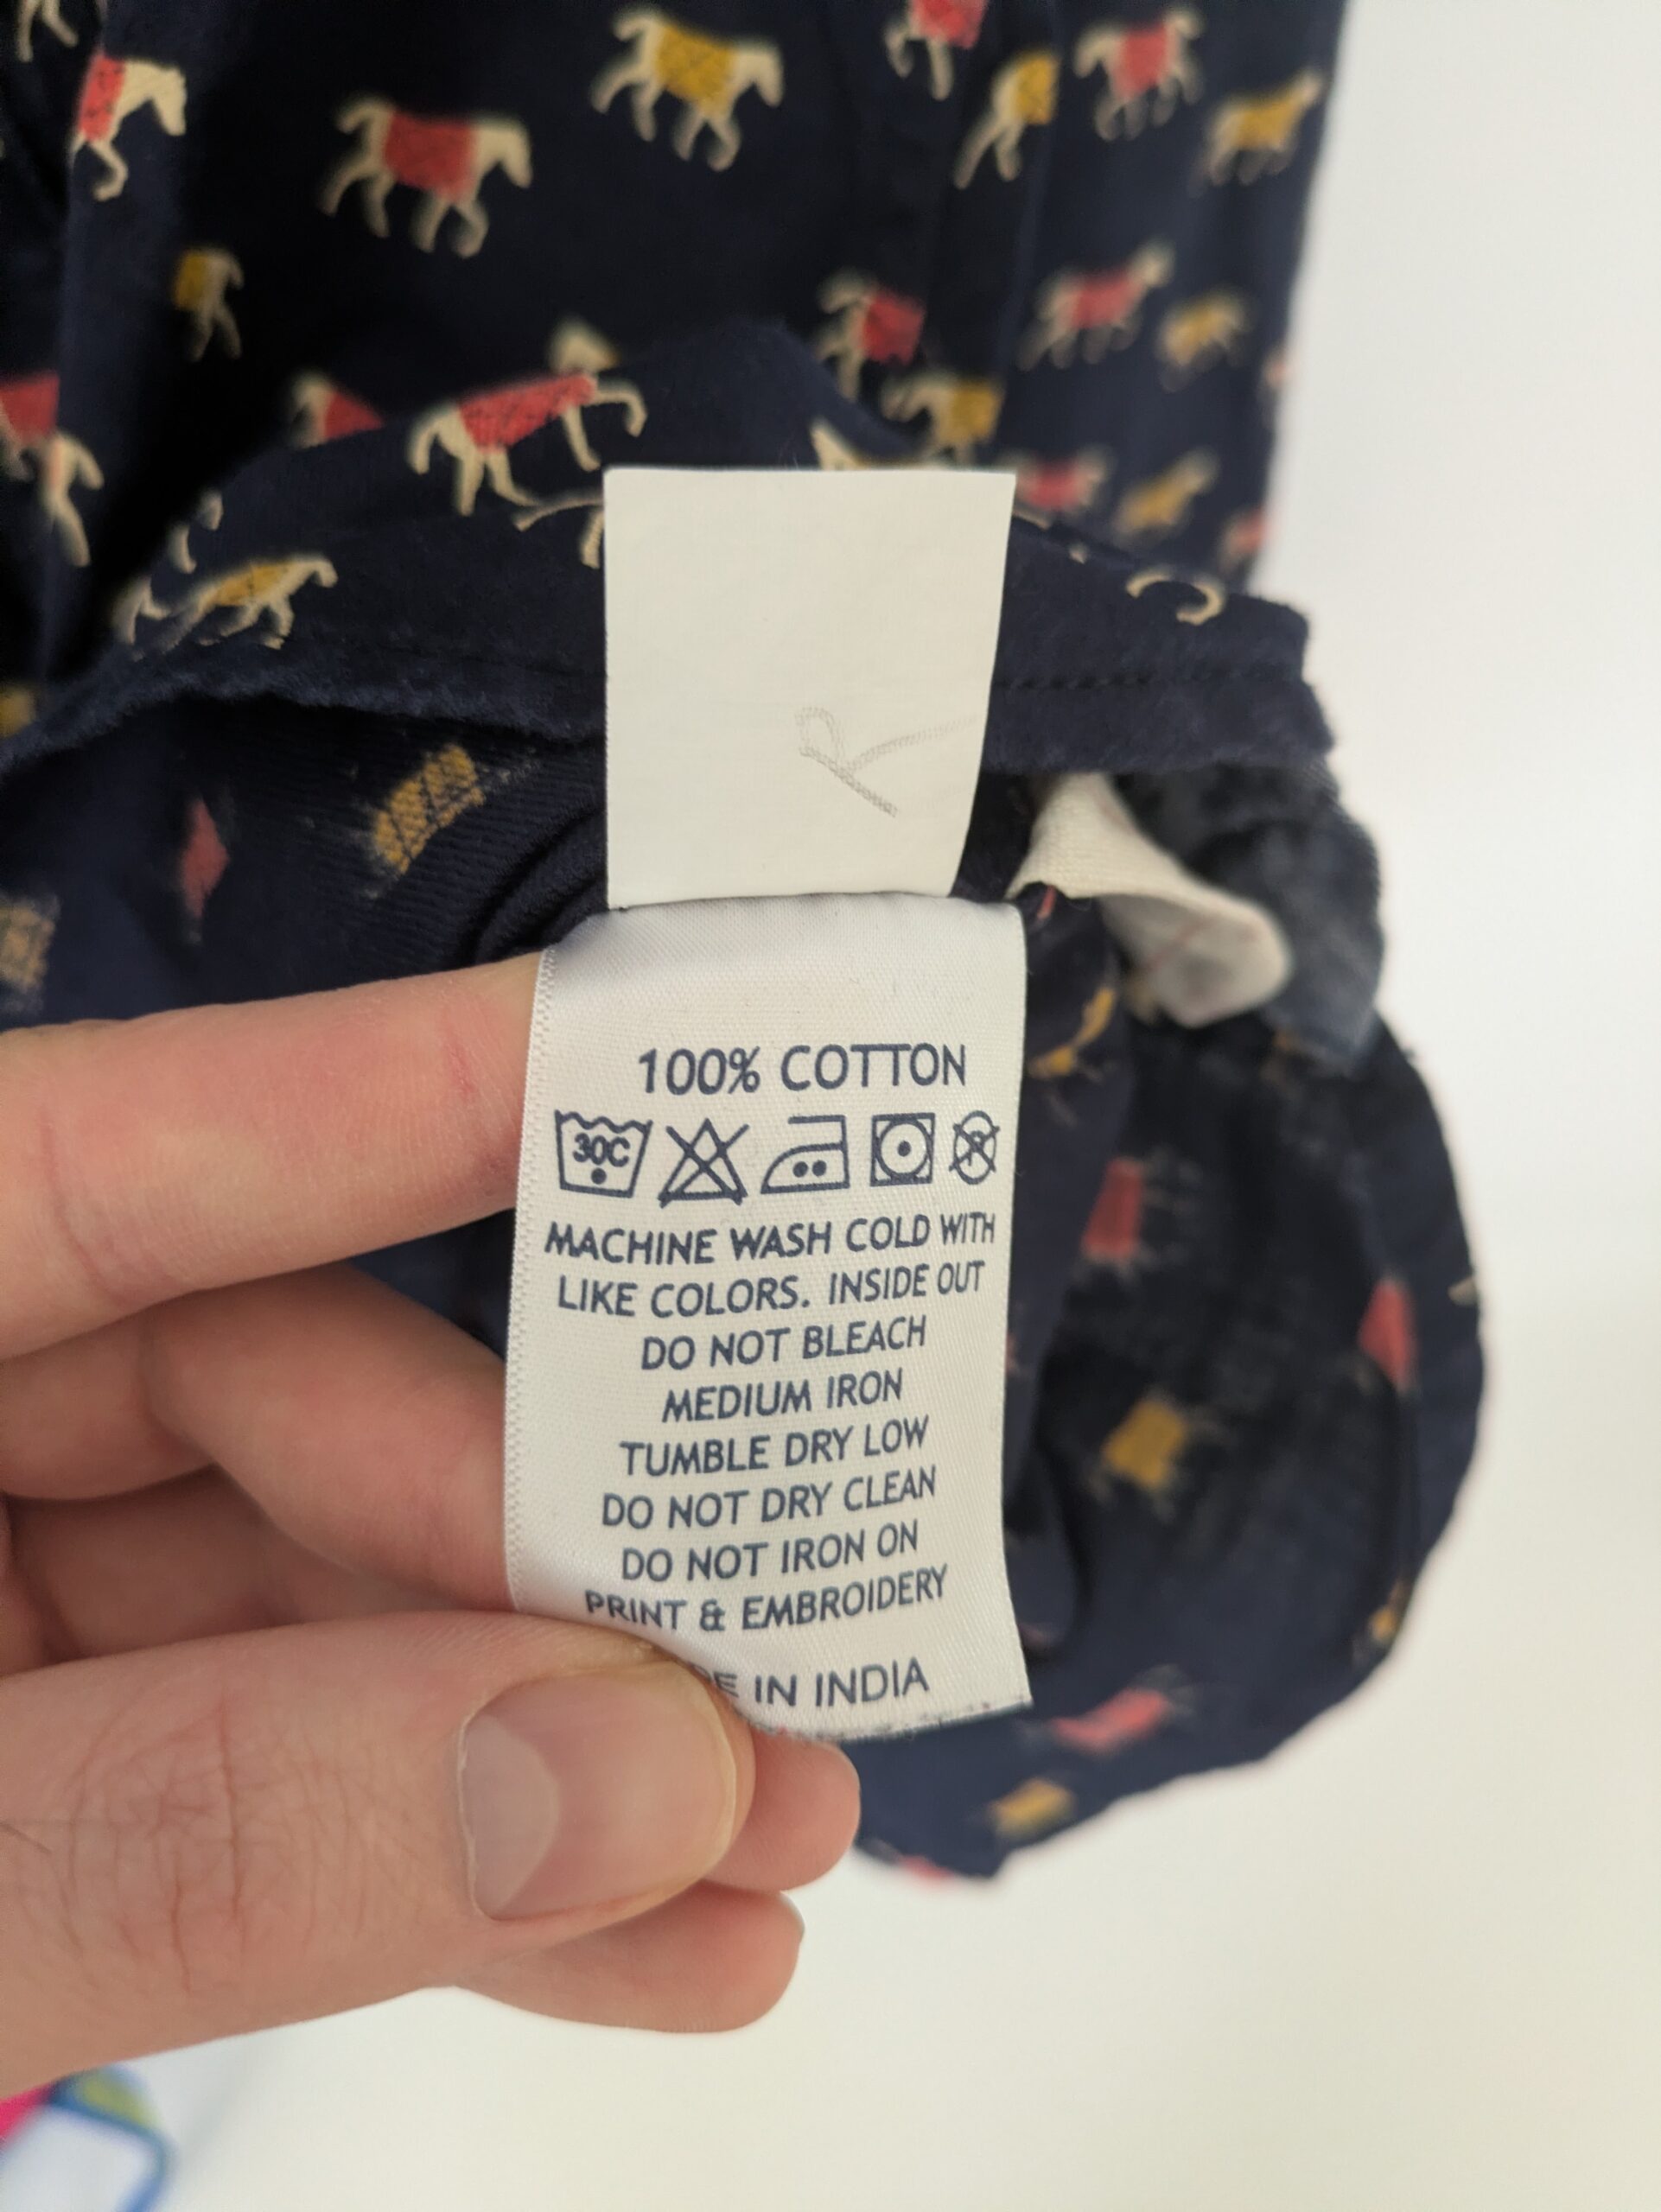 100% COTTON
30C
P
MACHINE WASH COLD WITH
LIKE COLORS. INSIDE OUT
DO NOT BLEACH
MEDIUM IRON
TUMBLE DRY LOW
DO NOT DRY CLEAN
DO NOT IRON ON
PRINT & EMBROIDERY
E IN INDIA